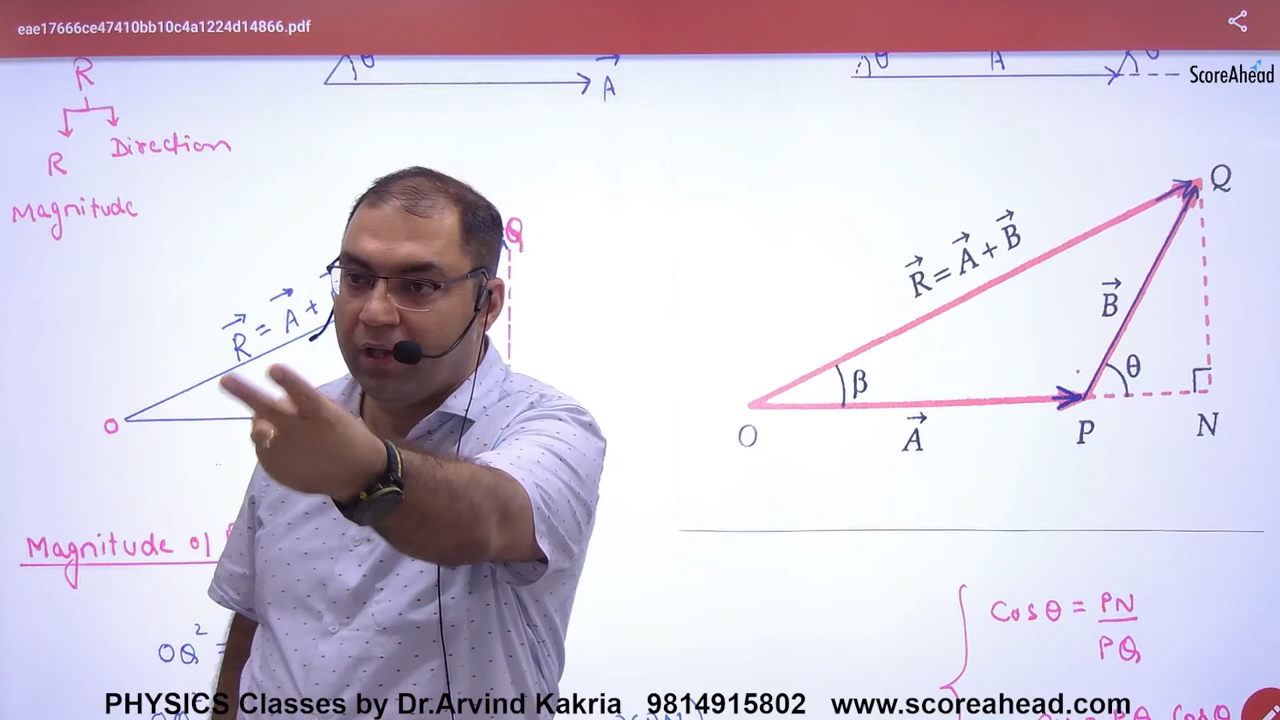 eae17666ce47410bb10c4a1224d14866.pdf
ScoreAhead
R
R Direction
Magnitude
θ
A
θ
A
θ
R = A +
O
Q
R = A + B
Q
B
β
θ
O
A
P
N
Magnitude of
OQ² =
Cos θ = PN
PQ
PHYSICS Classes by Dr.Arvind Kakria 9814915802 www.scoreahead.com